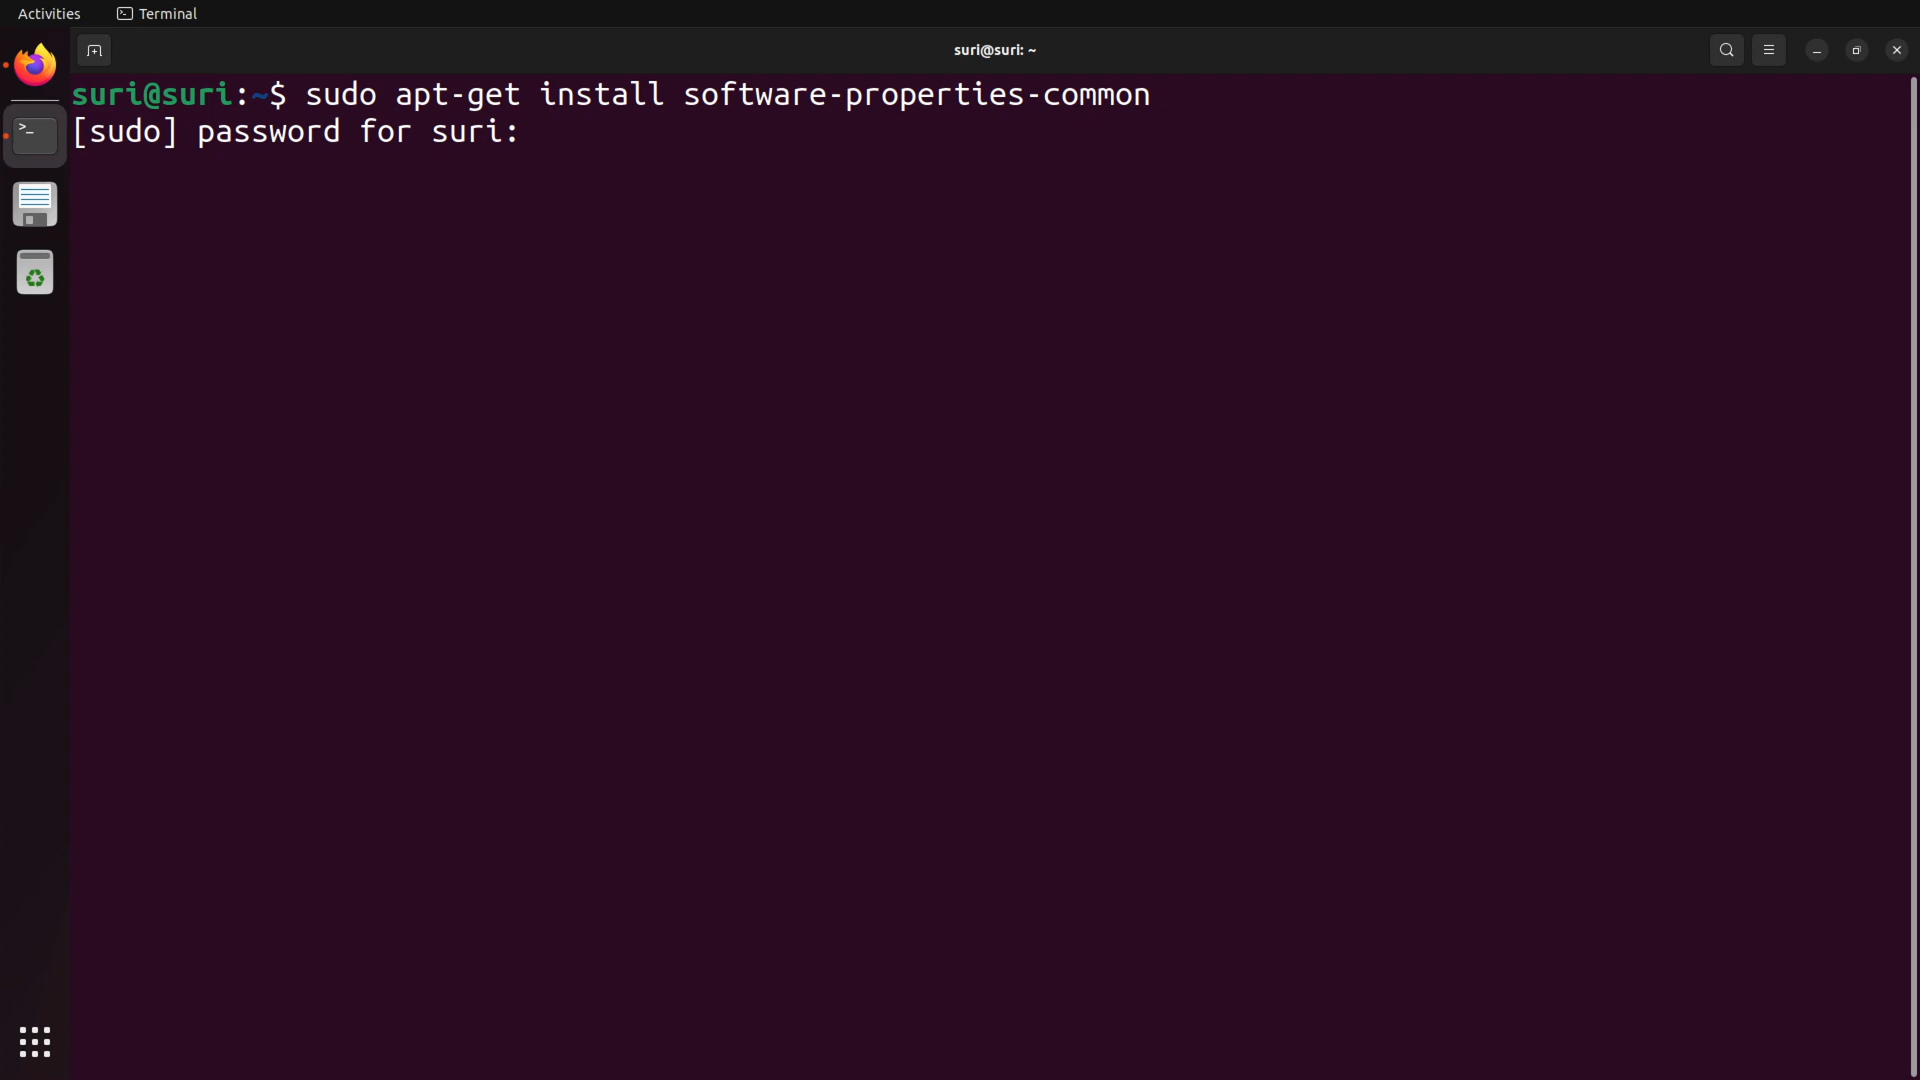 Activities
Terminal
suri@suri: ~
suri@suri:~$ sudo apt-get install software-properties-common
[sudo] password for suri:
>_